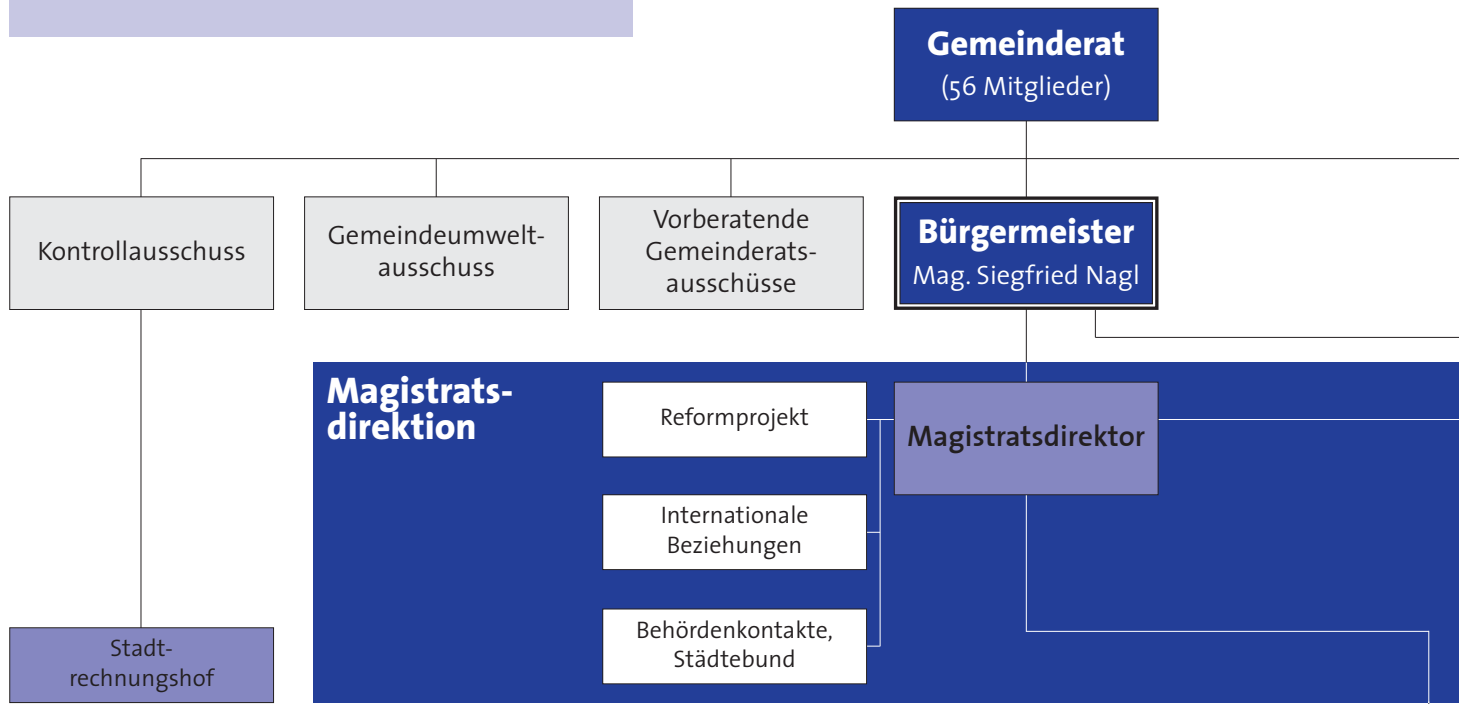 Gemeinderat
(56 Mitglieder)
Kontrollausschuss
Gemeindeumwelt-
ausschuss
Vorberatende
Gemeinderats-
ausschüsse
Bürgermeister
Mag. Siegfried Nagl
Magistrats-
direktion
Reformprojekt
Magistratsdirektor
Internationale
Beziehungen
Behördenkontakte,
Städtebund
Stadt-
rechnungshof